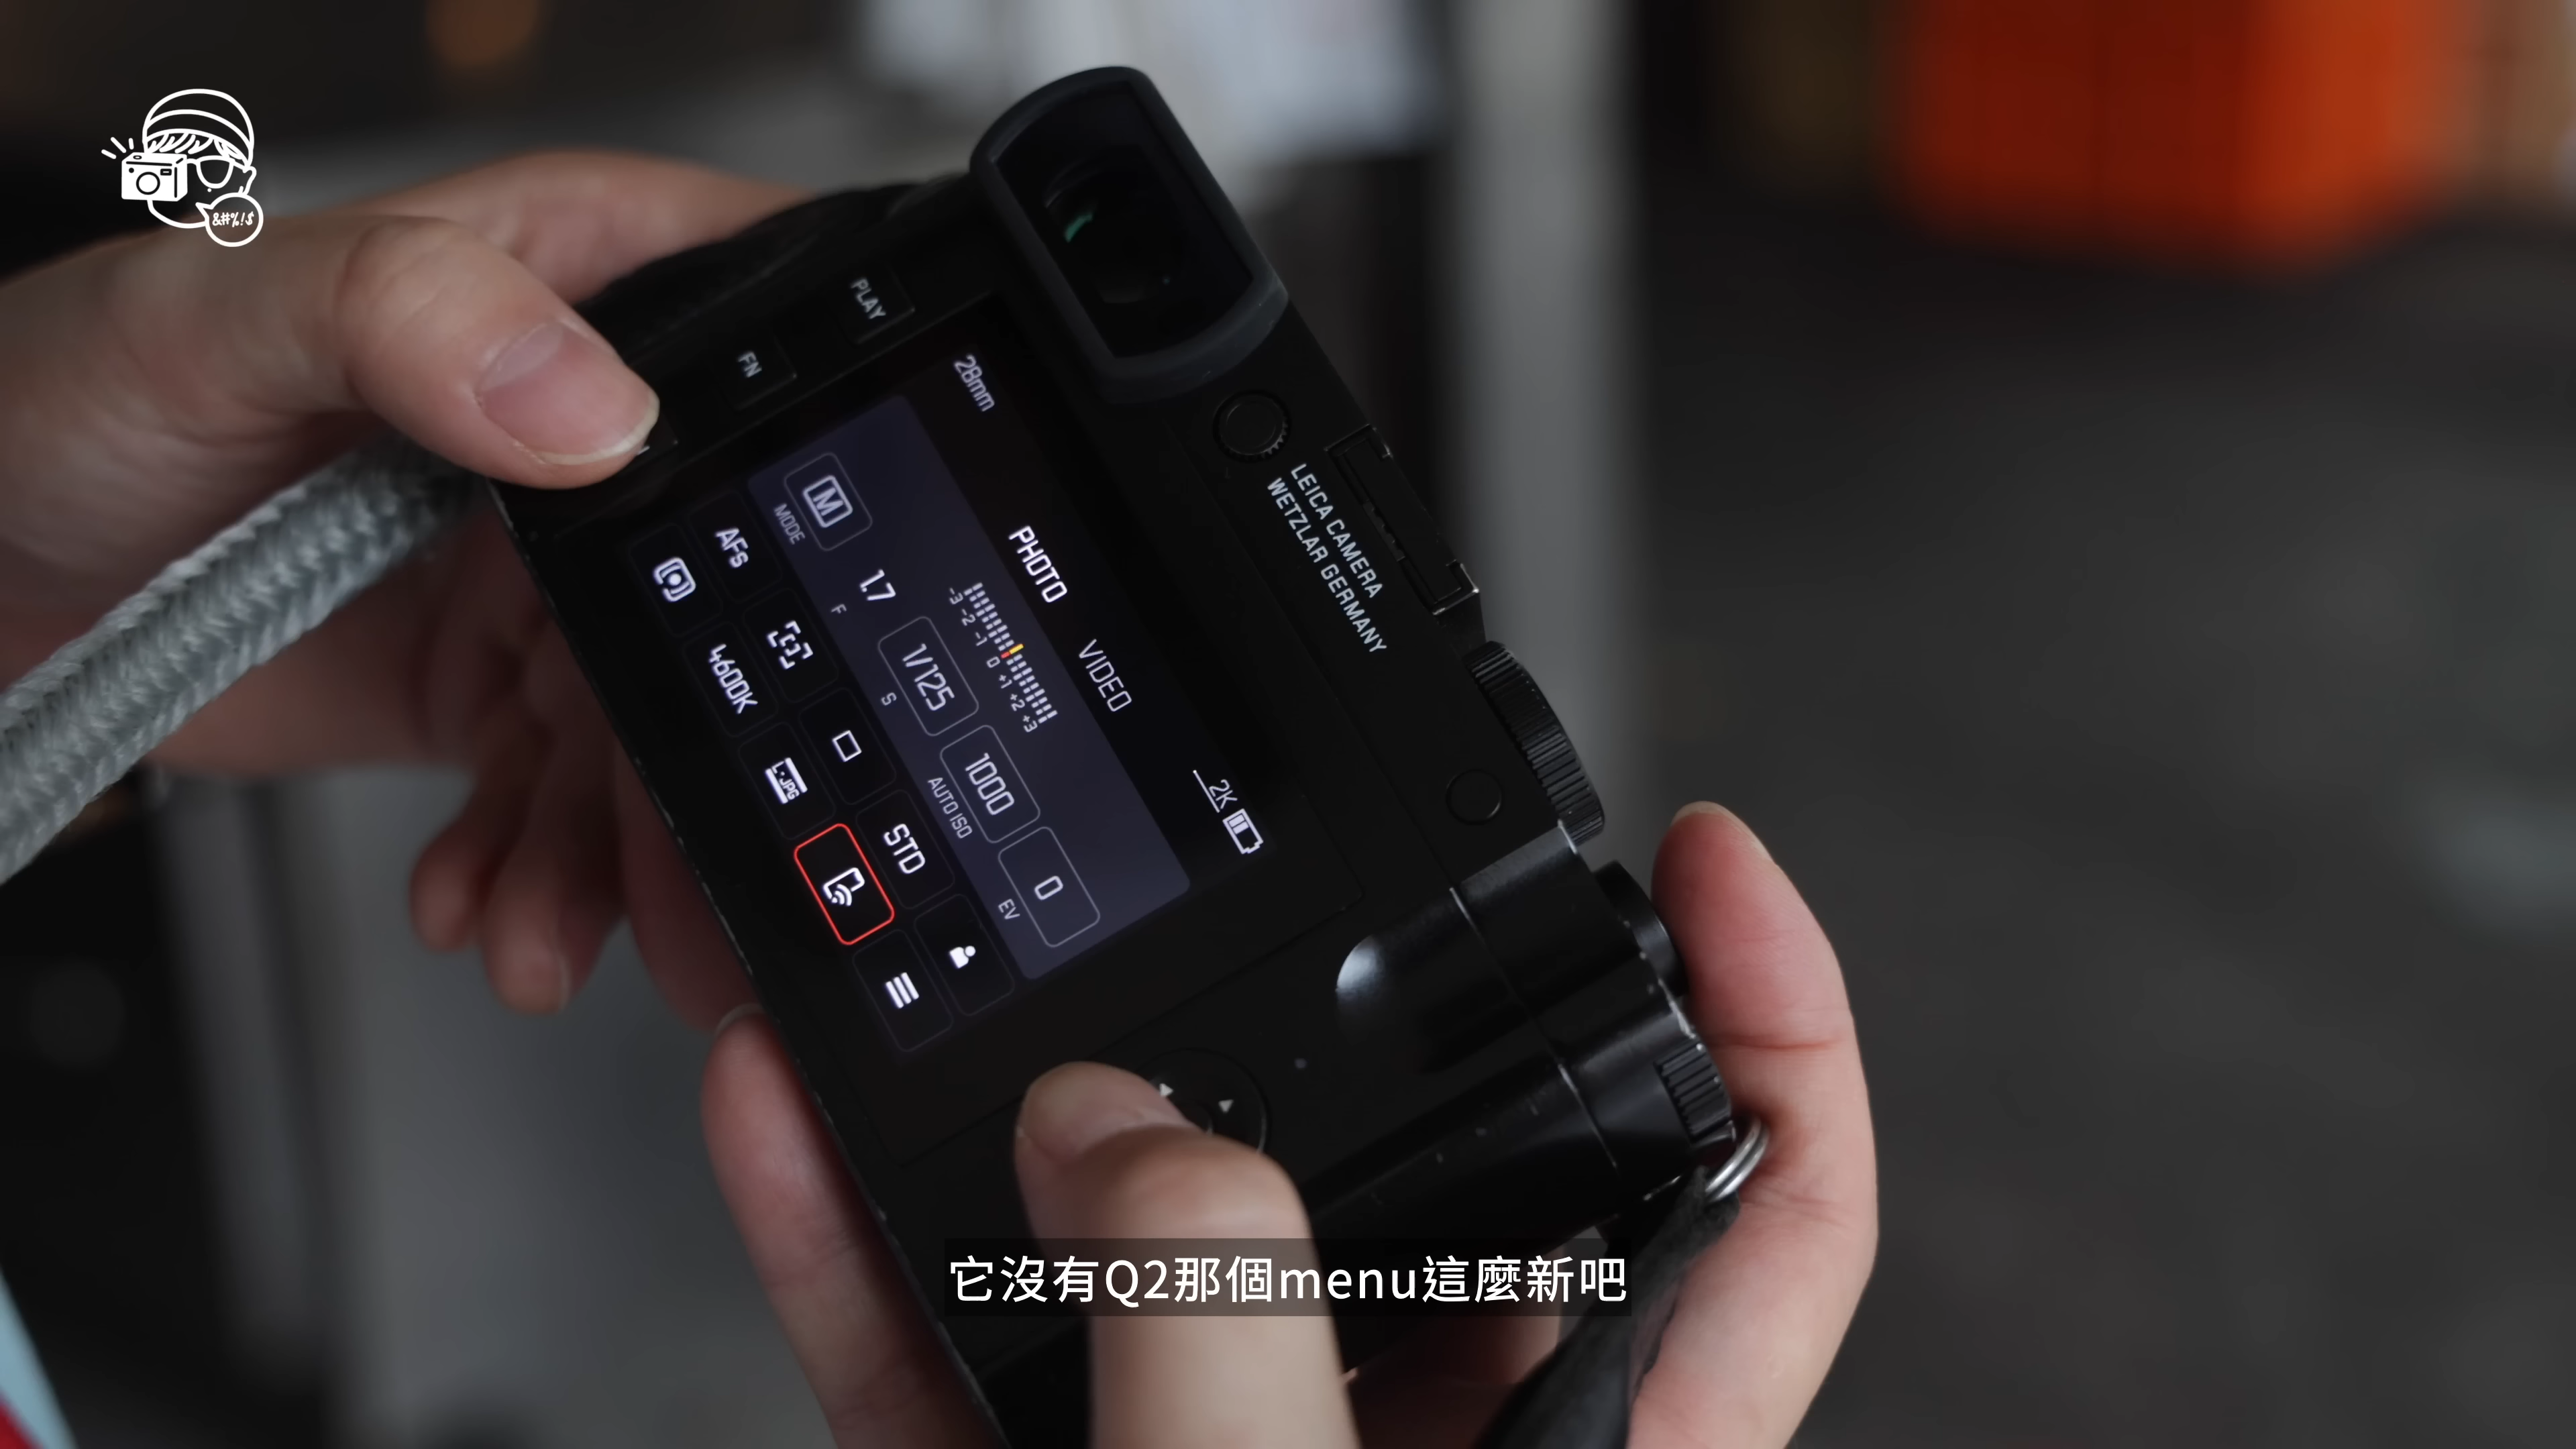 &#%!$
PLAY
FN
28mm
PHOTO
VIDEO
2K
-3 -2 -1 0 +1 +2 +3
M
1.7
1/125
1000
0
MODE
F
S
AUTO ISO
EV
AFs
STD
4600K
L-JPG
LEICA CAMERA
WETZLAR GERMANY
它沒有Q2那個menu這麼新吧